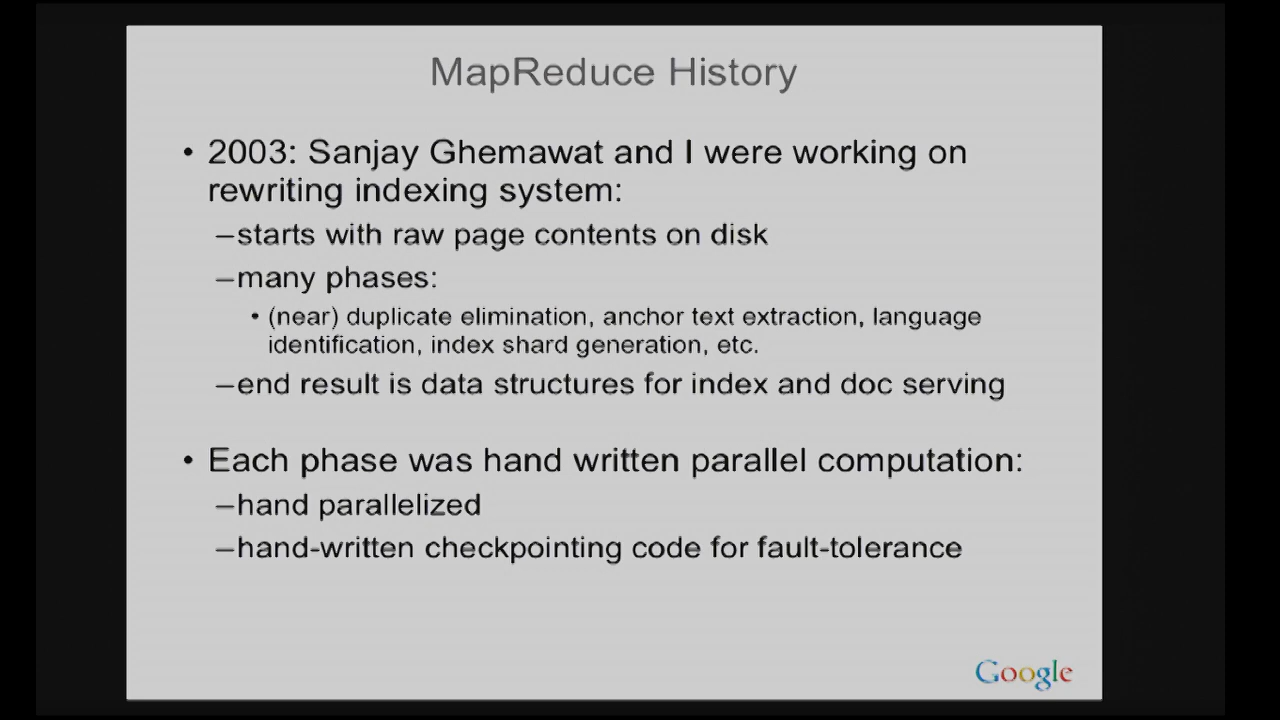 MapReduce History
• 2003: Sanjay Ghemawat and I were working on
rewriting indexing system:
–starts with raw page contents on disk
–many phases:
• (near) duplicate elimination, anchor text extraction, language
identification, index shard generation, etc.
–end result is data structures for index and doc serving
• Each phase was hand written parallel computation:
–hand parallelized
–hand-written checkpointing code for fault-tolerance
Google